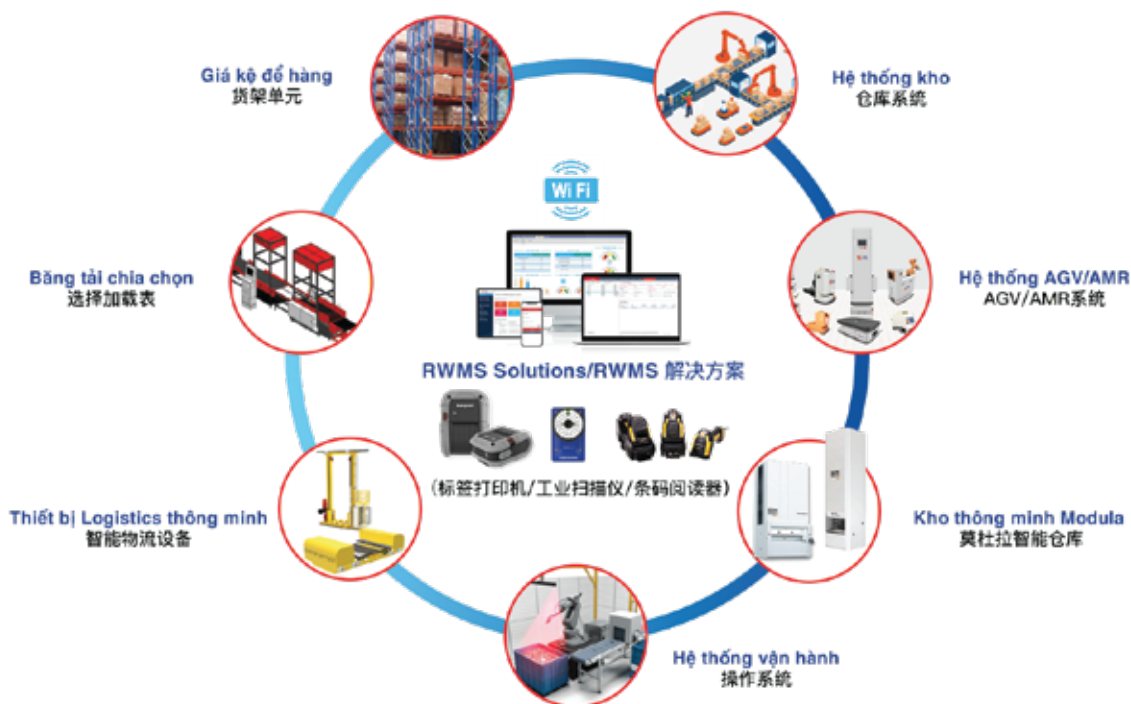 Giá kệ để hàng
货架单元
Hệ thống kho
仓库系统
Wi Fi
Băng tải chia chọn
选择加载表
Hệ thống AGV/AMR
AGV/AMR系统
RWMS Solutions/RWMS 解决方案
(标签打印机/工业扫描仪/条码阅读器)
Thiết bị Logistics thông minh
智能物流设备
Kho thông minh Modula
莫杜拉智能仓库
Hệ thống vận hành
操作系统